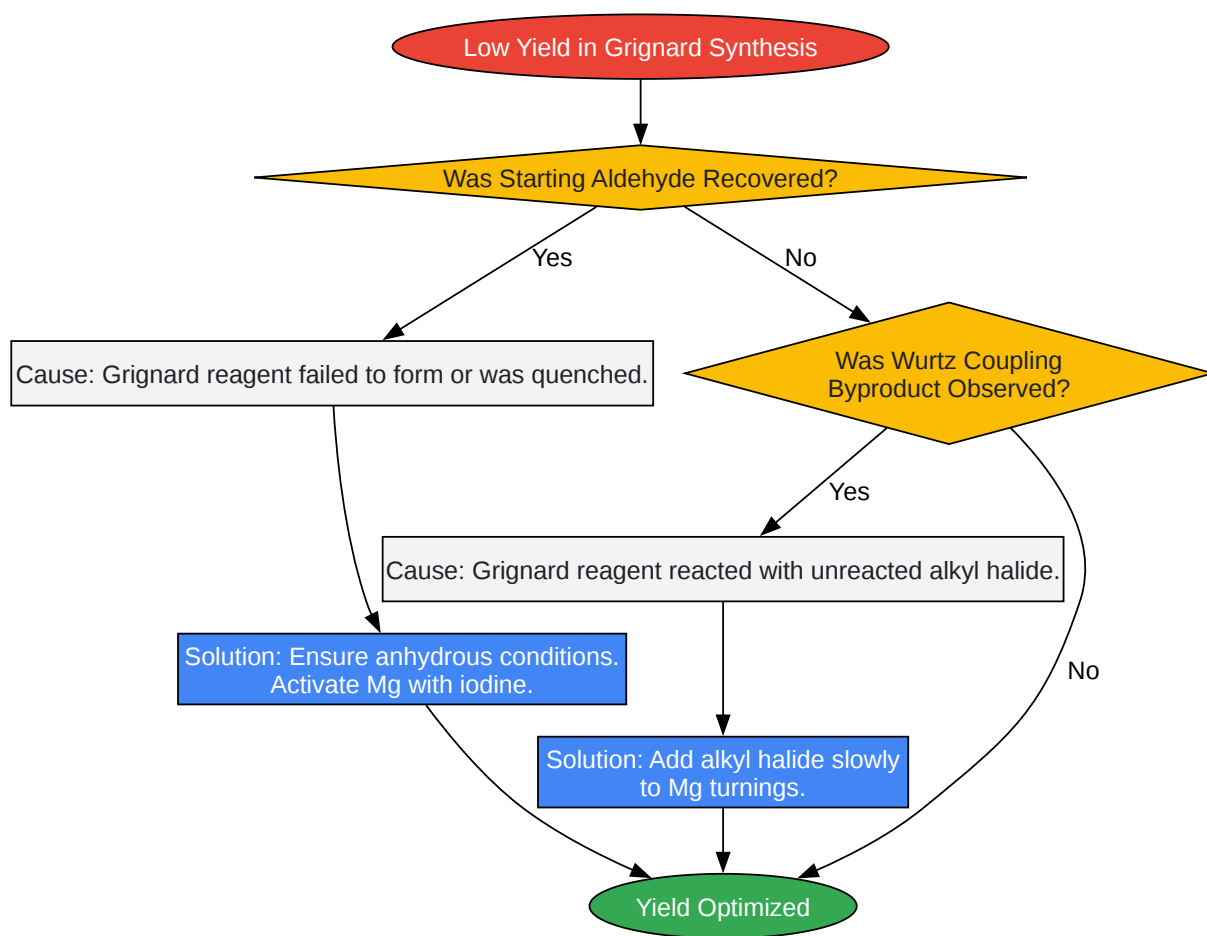 Low Yield in Grignard Synthesis
Was Starting Aldehyde Recovered?
Yes
No
Cause: Grignard reagent failed to form or was quenched.
Was Wurtz Coupling
Byproduct Observed?
Yes
Cause: Grignard reagent reacted with unreacted alkyl halide.
Solution: Ensure anhydrous conditions.
Activate Mg with iodine.
No
Solution: Add alkyl halide slowly
to Mg turnings.
Yield Optimized